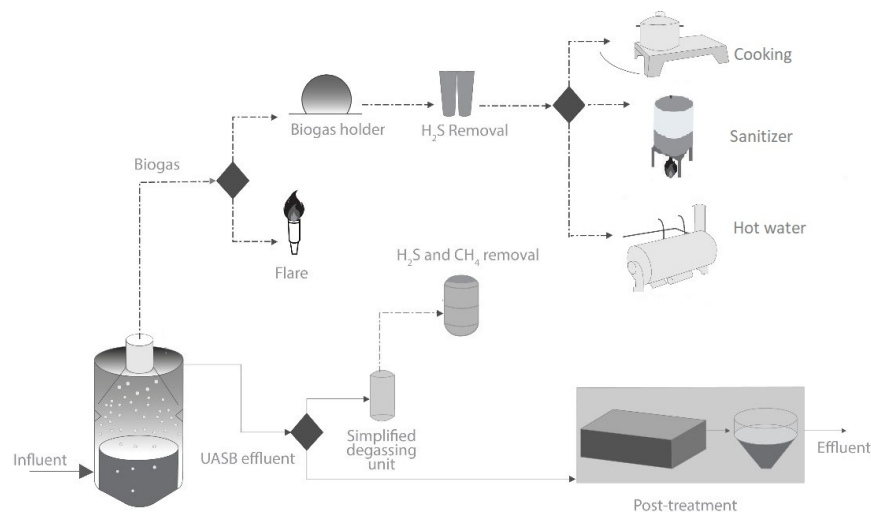 Cooking
Biogas holder
H₂S Removal
Sanitizer
Biogas
Hot water
Flare
H₂S and CH₄ removal
Influent
UASB effluent
Simplified
degassing
unit
Effluent
Post-treatment